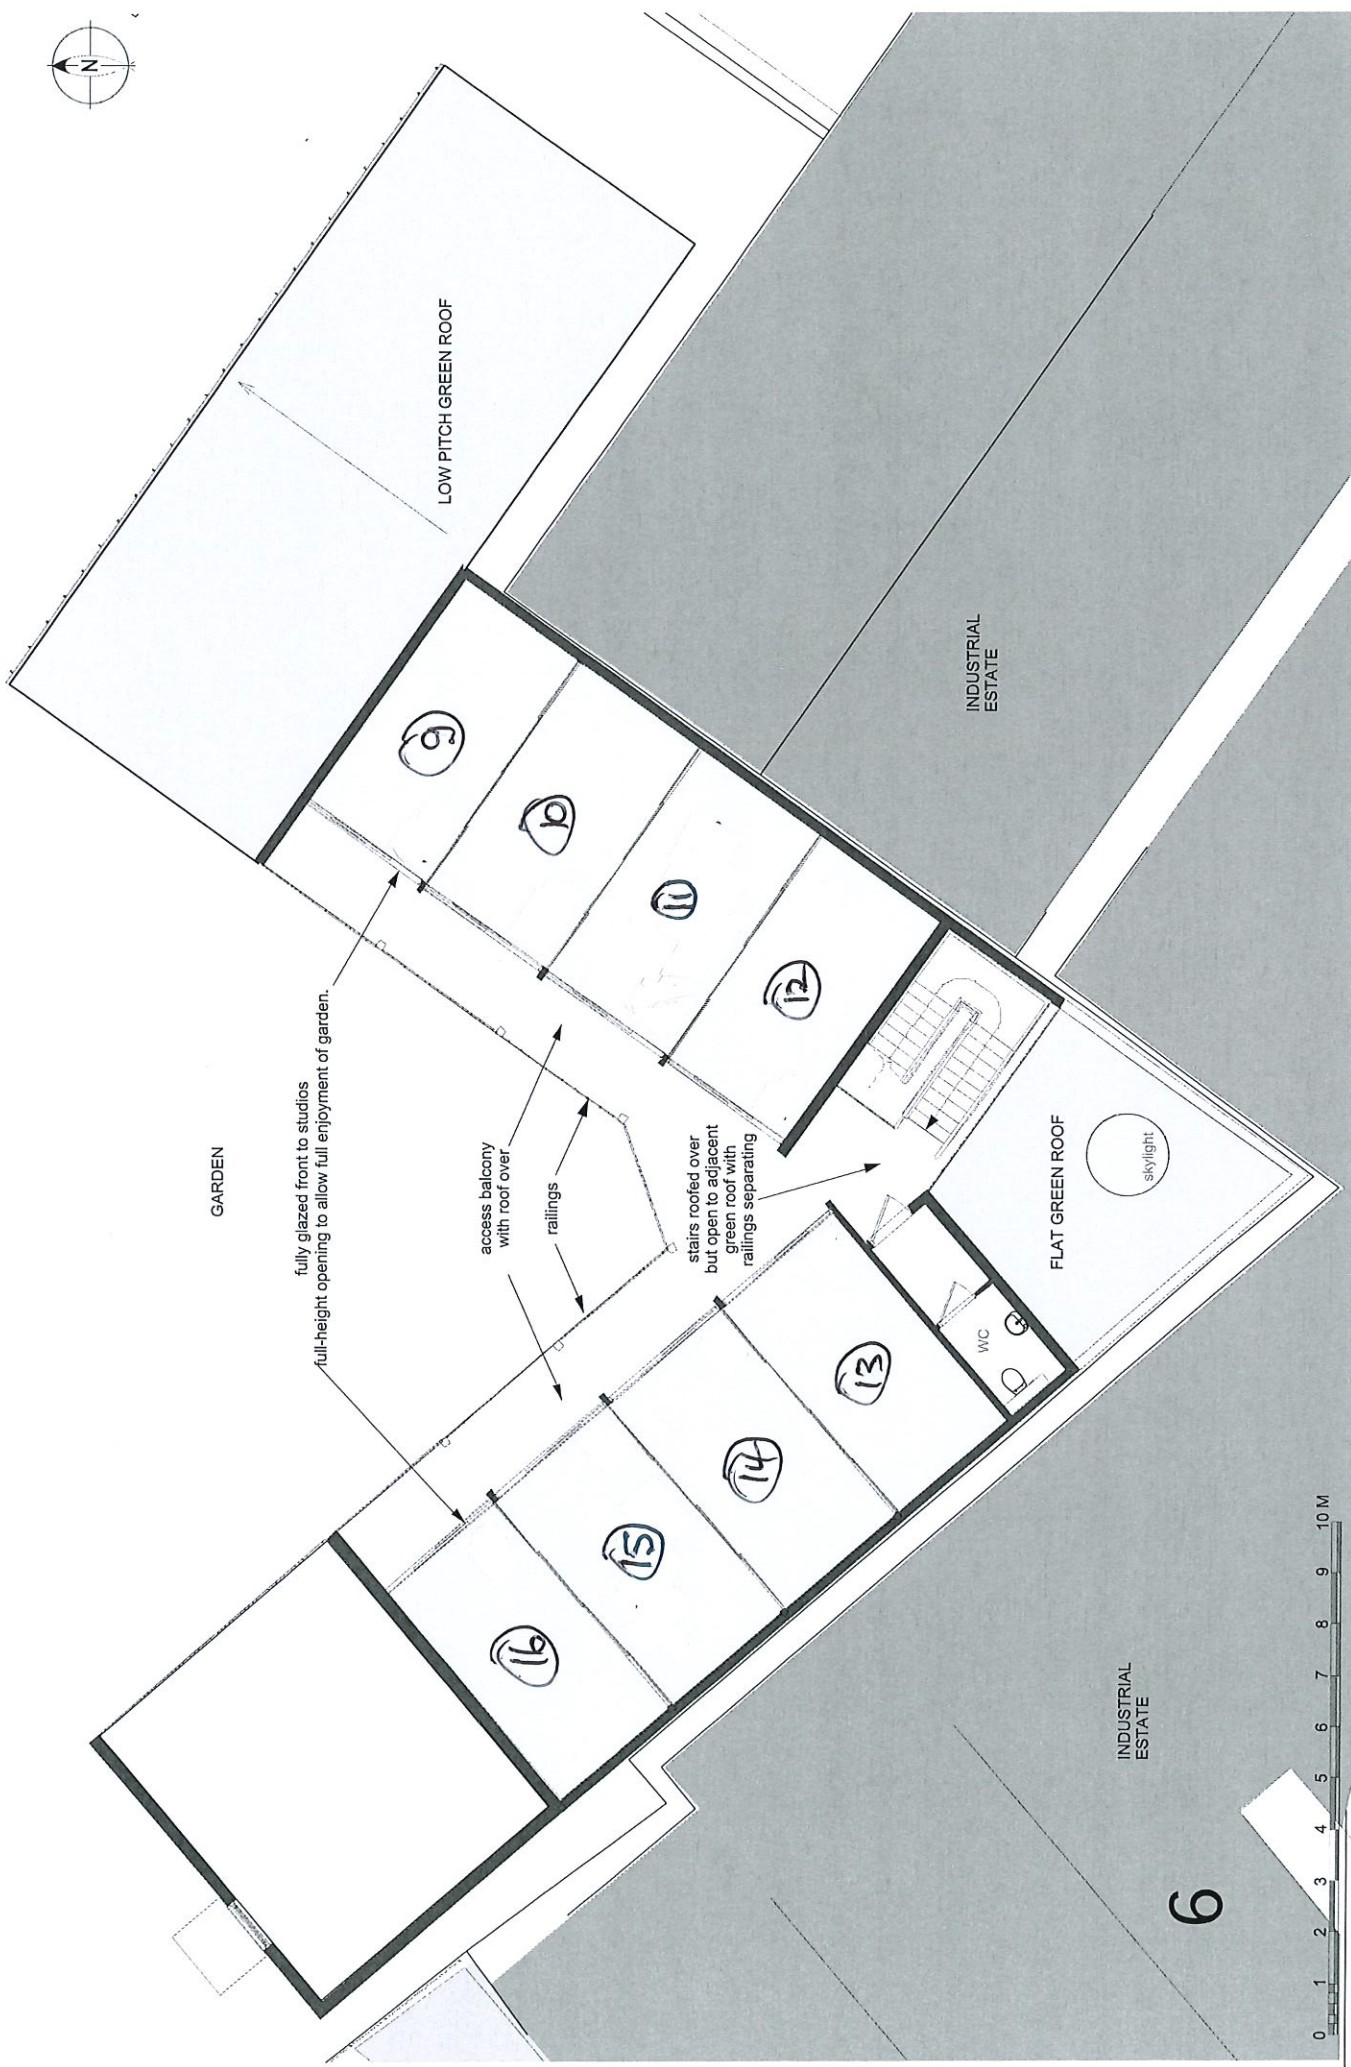 N
LOW PITCH GREEN ROOF
GARDEN
fully glazed front to studios
full-height opening to allow full enjoyment of garden.
access balcony
with roof over
railings
stairs roofed over
but open to adjacent
green roof with
railings separating
16
15
14
13
12
11
10
9
WC
FLAT GREEN ROOF
skylight
INDUSTRIAL
ESTATE
INDUSTRIAL
ESTATE
6
0 1 2 3 4 5 6 7 8 9 10 M